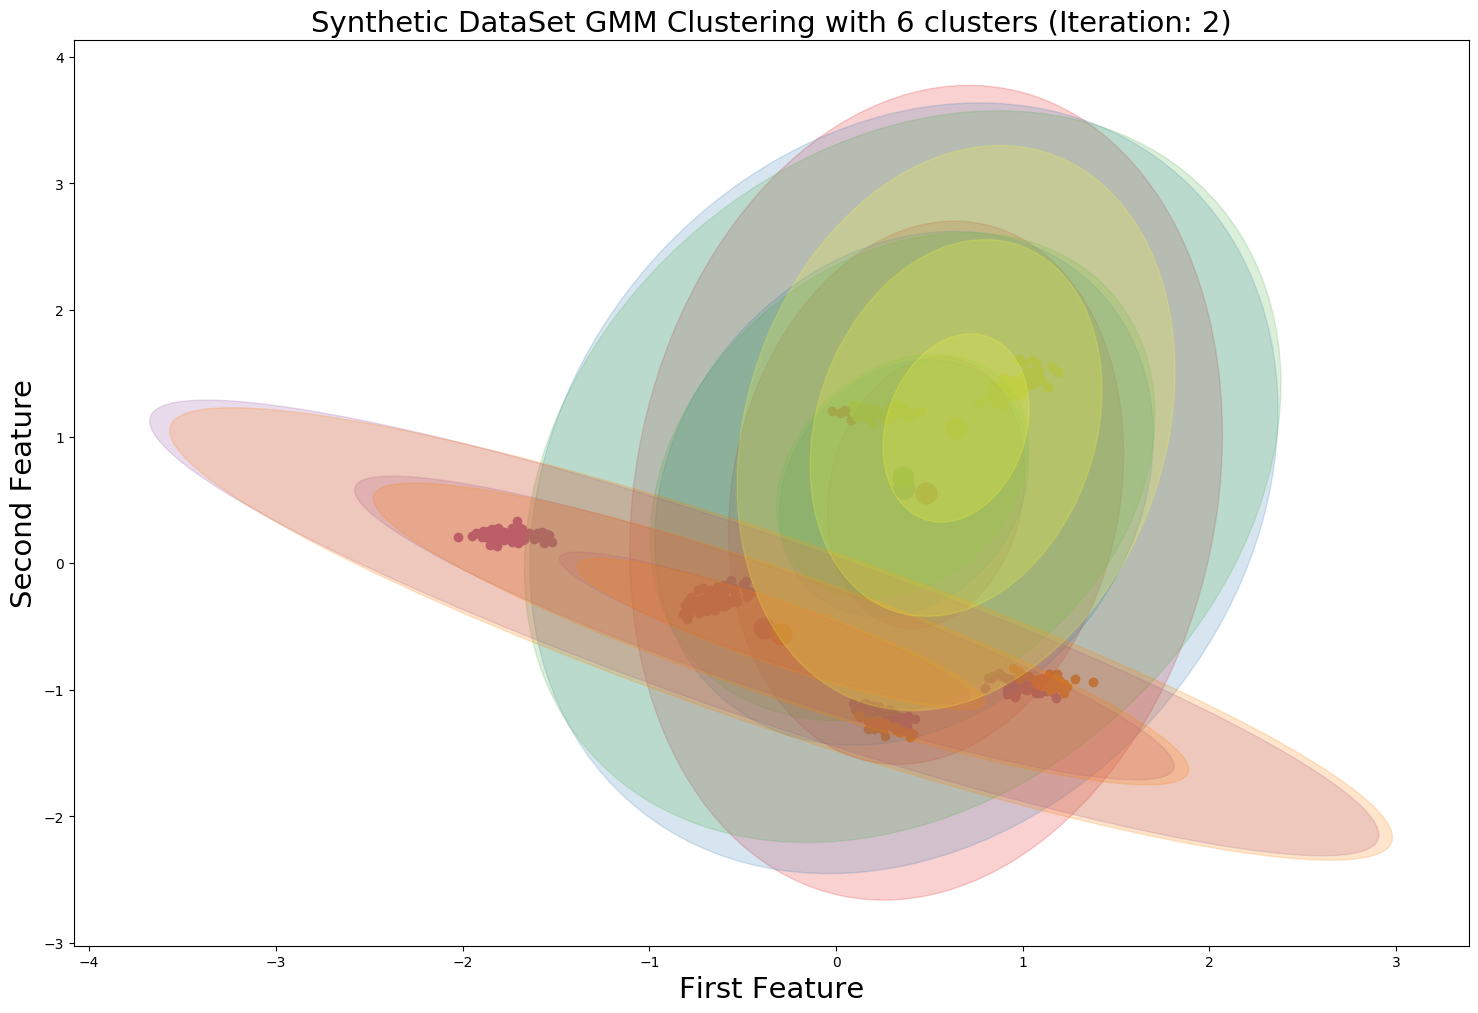 Synthetic DataSet GMM Clustering with 6 clusters (Iteration: 2)
4
3
2
1
0
−1
−2
−3
Second Feature
−4 −3 −2 −1 0 1 2 3
First Feature